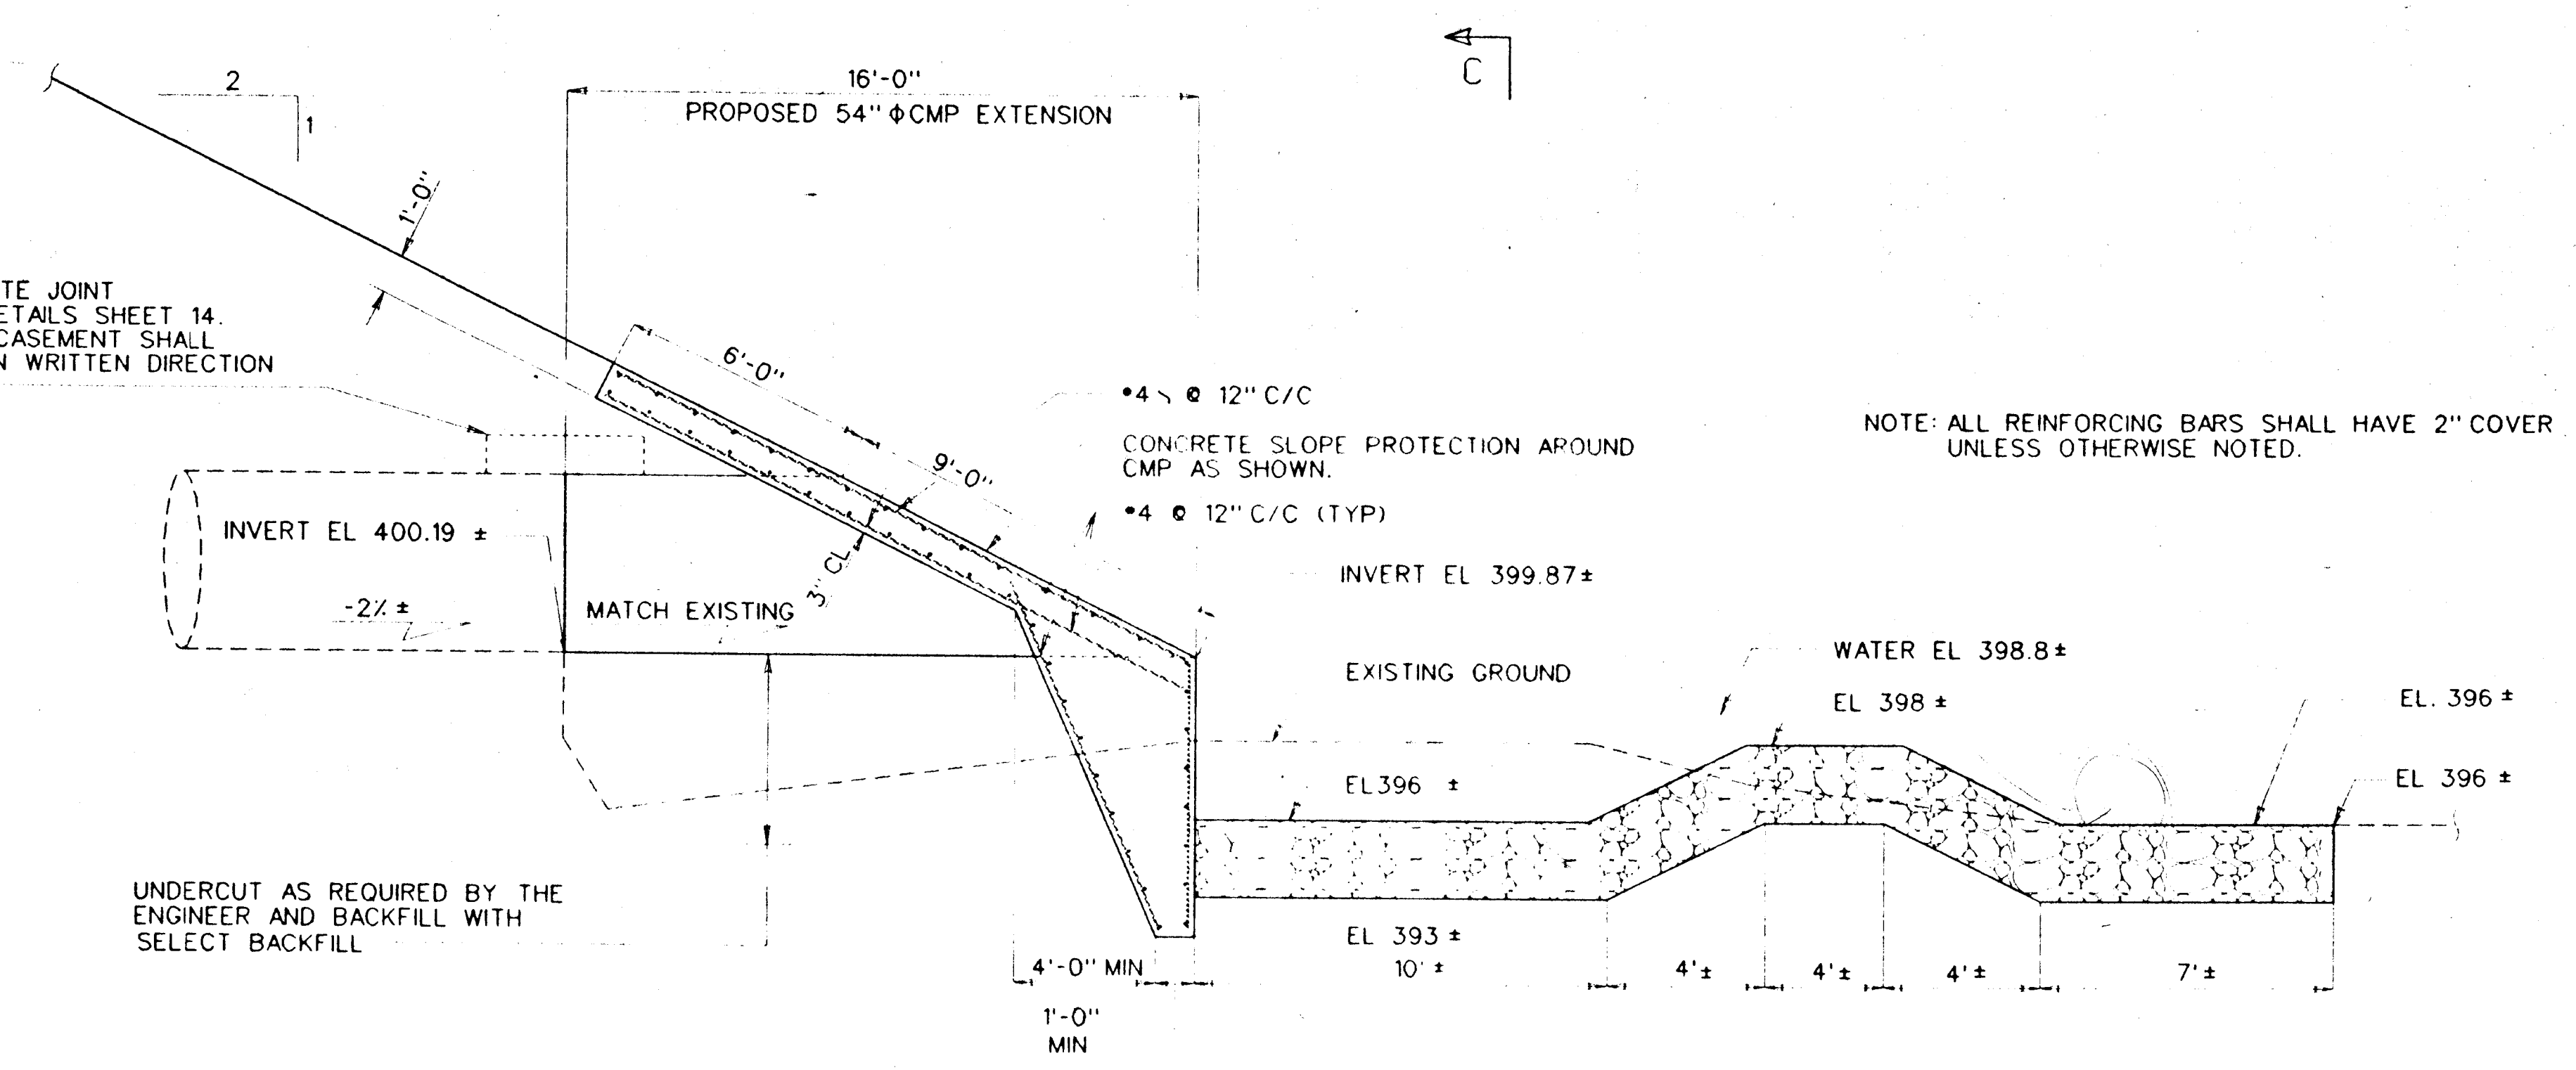 C
2
1
16'-0"
PROPOSED 54" ϕ CMP EXTENSION
1'-0"
TE JOINT
ETAILS SHEET 14.
CASEMENT SHALL
N WRITTEN DIRECTION
6'-0"
9'-0"
•4 @ 12" C/C
CONCRETE SLOPE PROTECTION AROUND
CMP AS SHOWN.
•4 @ 12" C/C (TYP)
NOTE: ALL REINFORCING BARS SHALL HAVE 2" COVER
UNLESS OTHERWISE NOTED.
INVERT EL 400.19 ±
-2% ±
MATCH EXISTING
3" CL
INVERT EL 399.87±
EXISTING GROUND
WATER EL 398.8±
EL 398 ±
EL. 396 ±
EL 396 ±
EL396 ±
UNDERCUT AS REQUIRED BY THE
ENGINEER AND BACKFILL WITH
SELECT BACKFILL
EL 393 ±
4'-0" MIN
10' ±
4'±
4'±
4'±
7'±
1'-0"
MIN